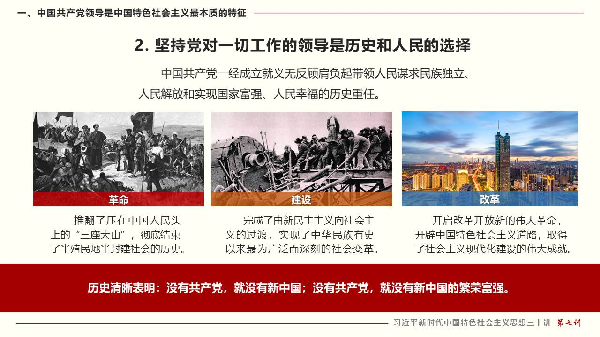 一、中国共产党领导是中国特色社会主义最本质的特征
2. 坚持党对一切工作的领导是历史和人民的选择
中国共产党一经成立就义无反顾肩负起带领人民谋求民族独立、
人民解放和实现国家富强、人民幸福的历史重任。
革命
建设
改革
推翻了压在中国人民头
上的“三座大山”，彻底结束
了半殖民地半封建社会的历史。
完成了由新民主主义向社会主
义的过渡，实现了中华民族有史
以来最为广泛而深刻的社会变革。
开启改革开放新的伟大革命，
开辟中国特色社会主义道路，取得
了社会主义现代化建设的伟大成就。
历史清晰表明：没有共产党，就没有新中国；没有共产党，就没有新中国的繁荣富强。
习近平新时代中国特色社会主义思想三十讲 第七讲